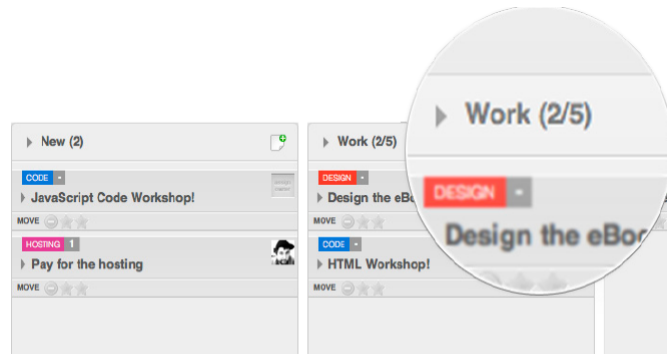 New (2)
CODE -
JavaScript Code Workshop!
MOVE
HOSTING 1
Pay for the hosting
MOVE
Work (2/5)
DESIGN -
Design the eBo
MOVE
CODE -
HTML Workshop!
MOVE
Work (2/5)
DESIGN -
Design the eBoo